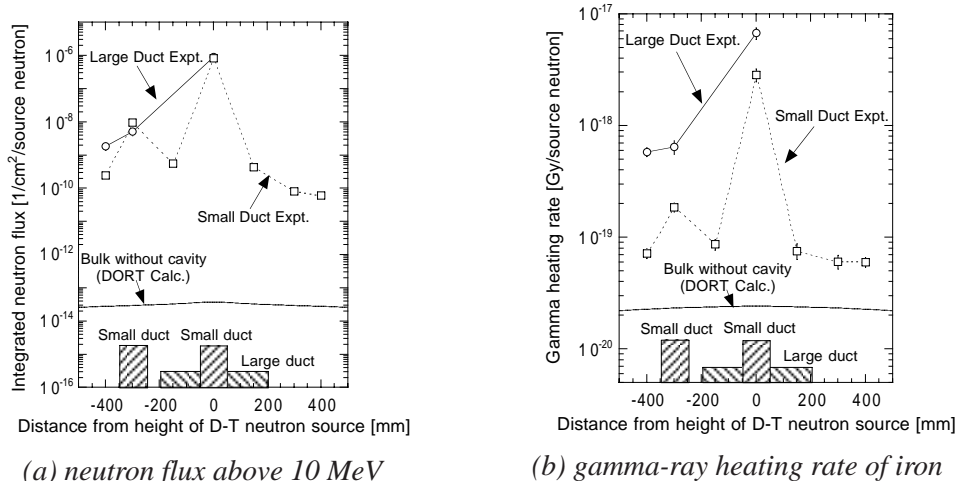 Integrated neutron flux [1/cm²/source neutron]
10⁻⁶
10⁻⁸
10⁻¹⁰
10⁻¹²
10⁻¹⁴
10⁻¹⁶
Large Duct Expt.
Small Duct Expt.
Bulk without cavity
(DORT Calc.)
Small duct
Small duct
Large duct
-400 -200 0 200 400
Distance from height of D-T neutron source [mm]
(a) neutron flux above 10 MeV
Gamma heating rate [Gy/source neutron]
10⁻¹⁷
10⁻¹⁸
10⁻¹⁹
10⁻²⁰
Large Duct Expt.
Small Duct Expt.
Bulk without cavity
(DORT Calc.)
Small duct
Small duct
Large duct
-400 -200 0 200 400
Distance from height of D-T neutron source [mm]
(b) gamma-ray heating rate of iron